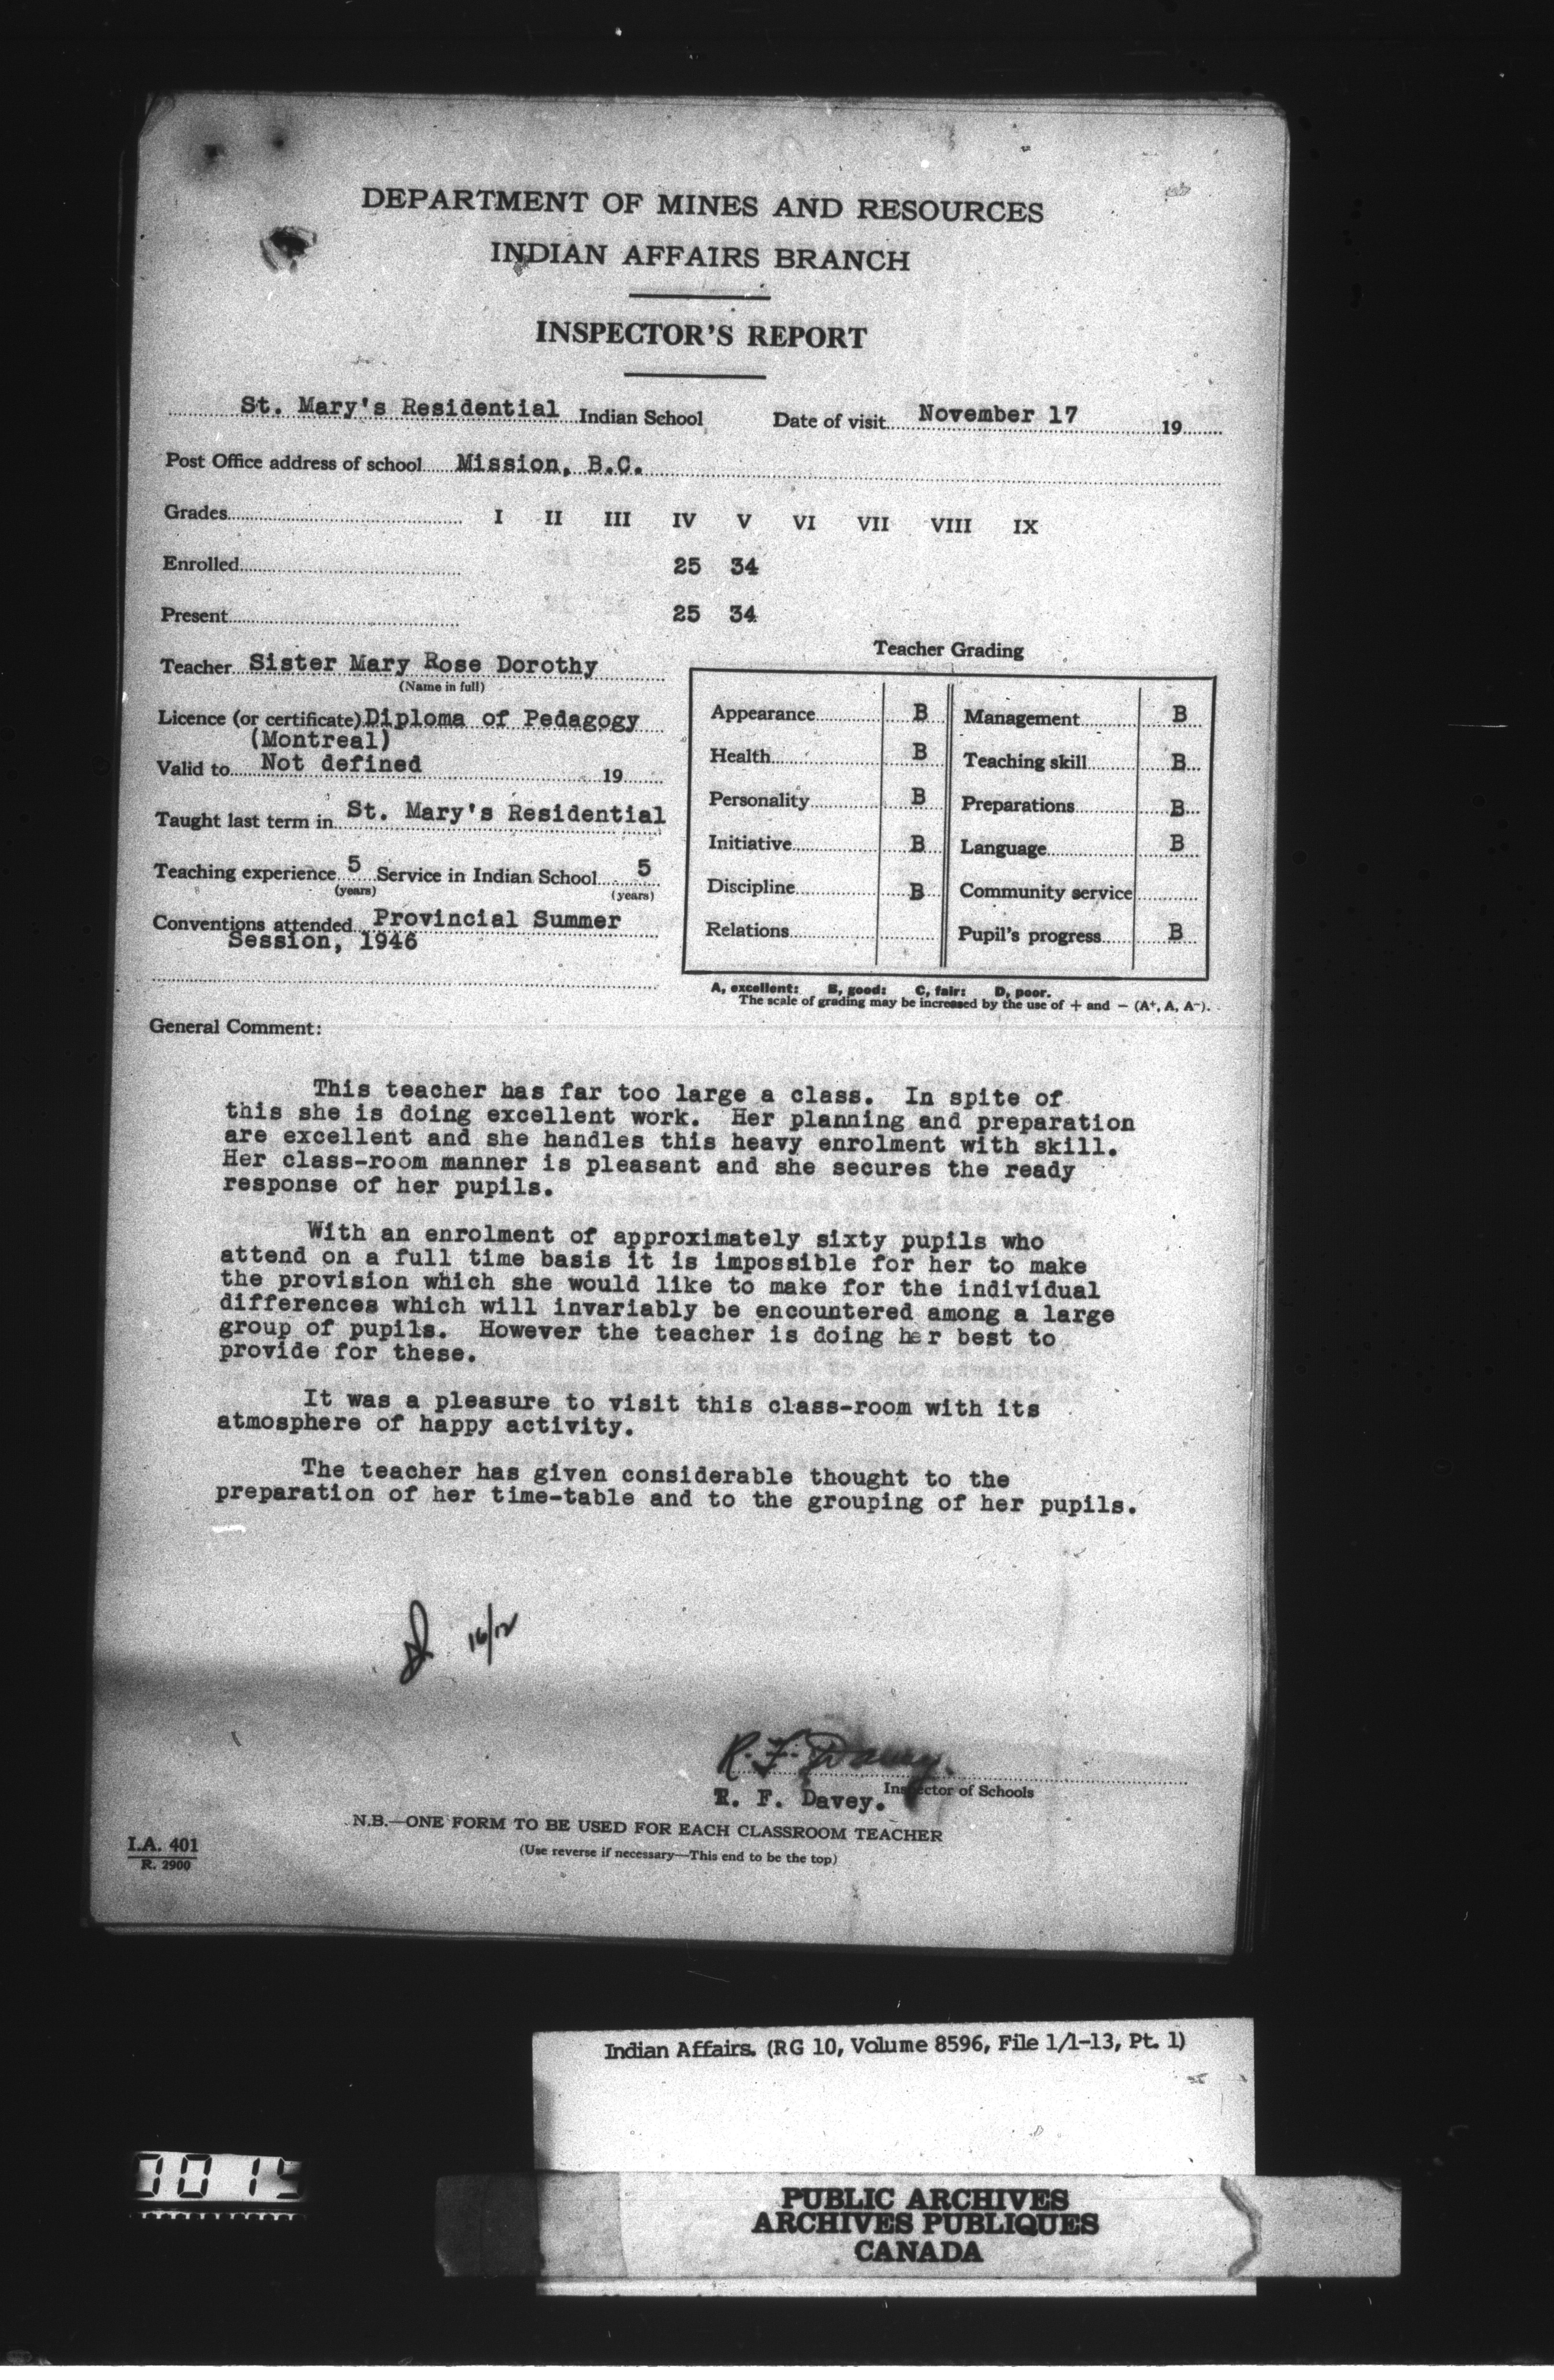 DEPARTMENT OF MINES AND RESOURCES
INDIAN AFFAIRS BRANCH
INSPECTOR'S REPORT
St. Mary's Residential Indian School Date of visit November 17 19
Post Office address of school Mission, B.C.
Grades I II III IV V VI VII VIII IX
Enrolled 25 34
Present 25 34
Teacher Sister Mary Rose Dorothy
(Name in full)
Licence (or certificate) Diploma of Pedagogy
(Montreal)
Valid to Not defined 19
Taught last term in St. Mary's Residential
Teaching experience 5 Service in Indian School 5
(years) (years)
Conventions attended Provincial Summer
Session, 1946
Teacher Grading
Appearance B Management B
Health B Teaching skill B
Personality B Preparations B
Initiative B Language B
Discipline B Community service
Relations Pupil's progress B
A, excellent: B, good: C, fair: D, poor.
The scale of grading may be increased by the use of + and − (A+, A, A−).
General Comment:
This teacher has far too large a class. In spite of
this she is doing excellent work. Her planning and preparation
are excellent and she handles this heavy enrolment with skill.
Her class-room manner is pleasant and she secures the ready
response of her pupils.
With an enrolment of approximately sixty pupils who
attend on a full time basis it is impossible for her to make
the provision which she would like to make for the individual
differences which will invariably be encountered among a large
group of pupils. However the teacher is doing her best to
provide for these.
It was a pleasure to visit this class-room with its
atmosphere of happy activity.
The teacher has given considerable thought to the
preparation of her time-table and to the grouping of her pupils.
16/12
R. F. Davey.
R. F. Davey. Inspector of Schools
N.B.—ONE FORM TO BE USED FOR EACH CLASSROOM TEACHER
(Use reverse if necessary—This end to be the top)
I.A. 401
R. 2900
Indian Affairs. (RG 10, Volume 8596, File 1/1-13, Pt. 1)
PUBLIC ARCHIVES
ARCHIVES PUBLIQUES
CANADA